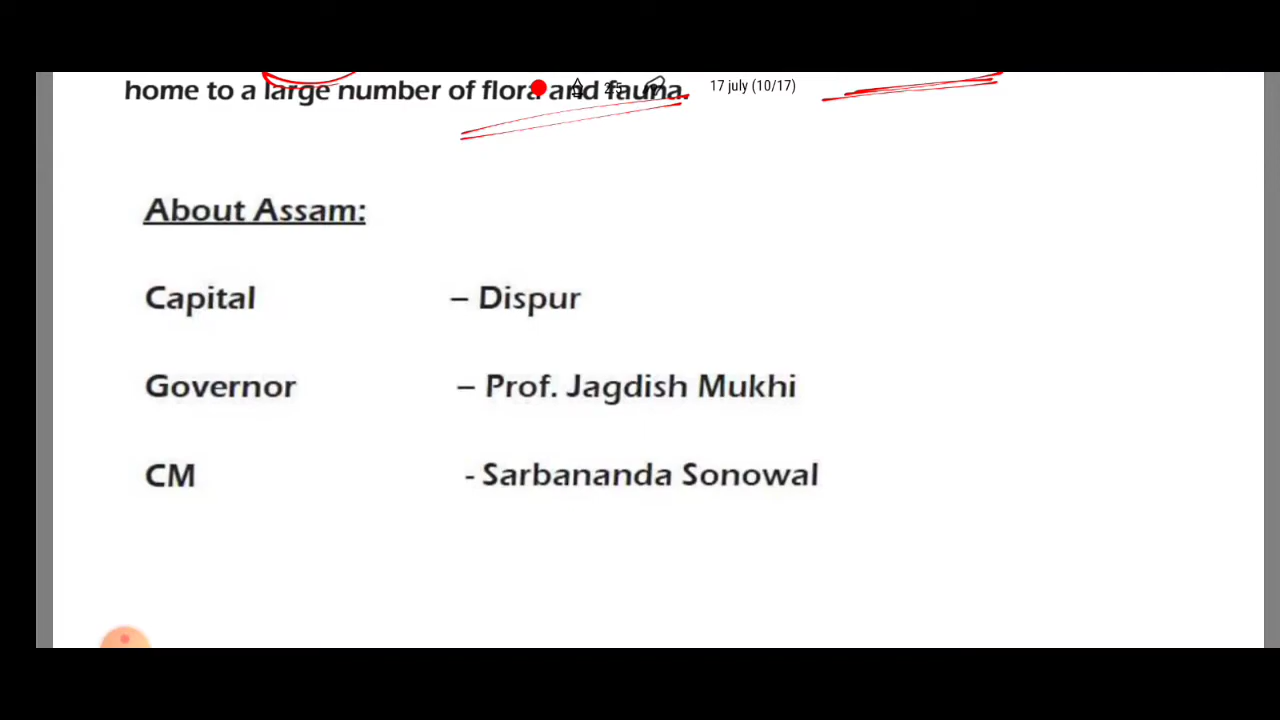 home to a large number of flora and fauna.
17 july (10/17)
About Assam:
Capital – Dispur
Governor – Prof. Jagdish Mukhi
CM - Sarbananda Sonowal